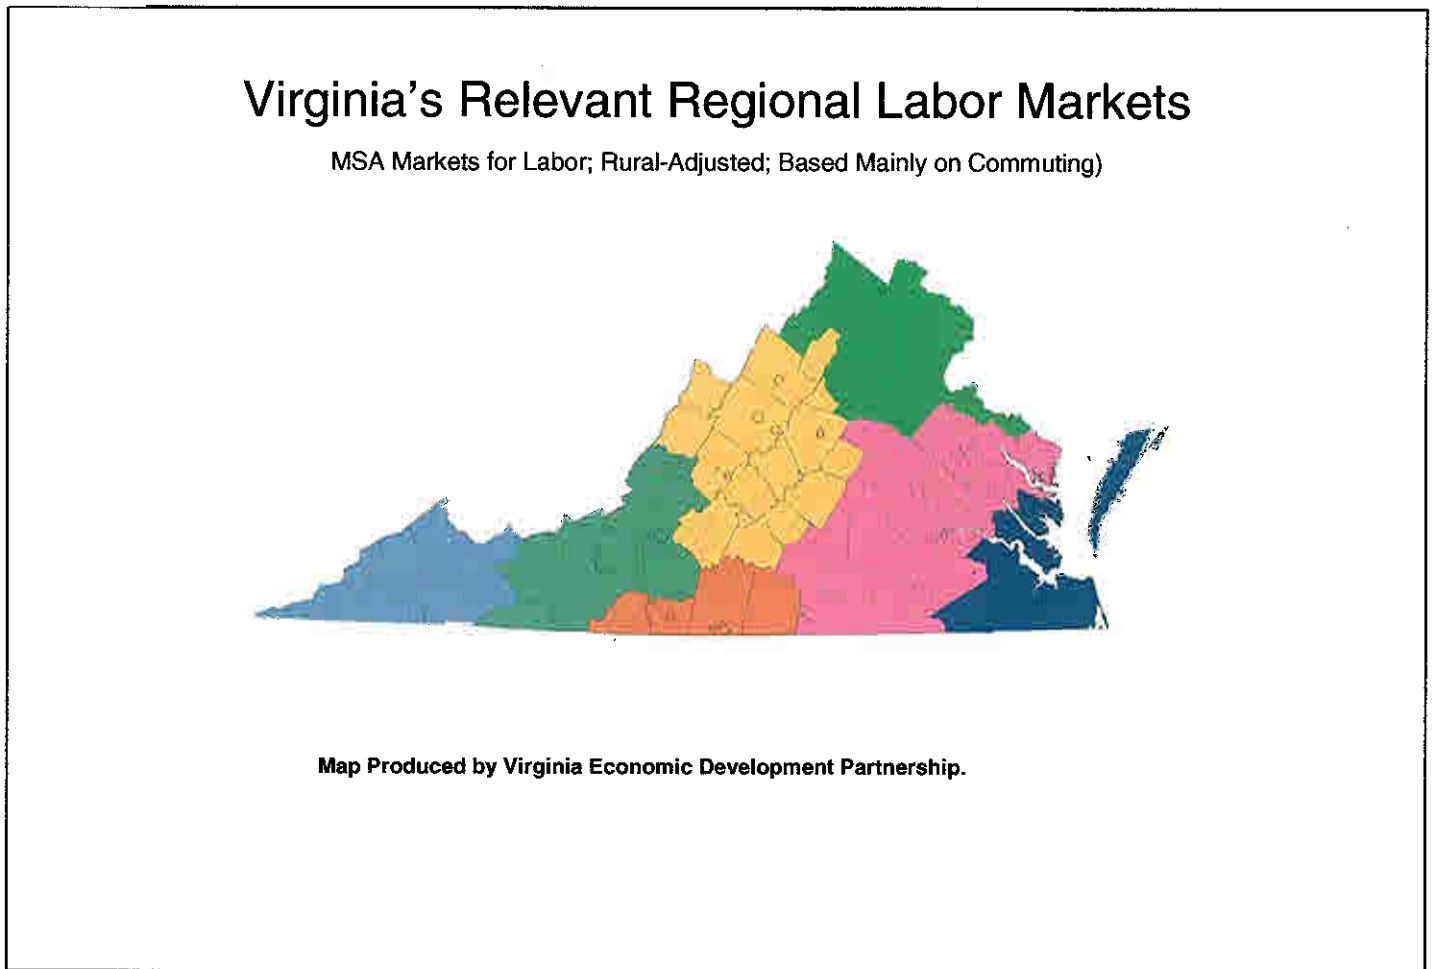 Virginia's Relevant Regional Labor Markets
MSA Markets for Labor; Rural-Adjusted; Based Mainly on Commuting)
Map Produced by Virginia Economic Development Partnership.